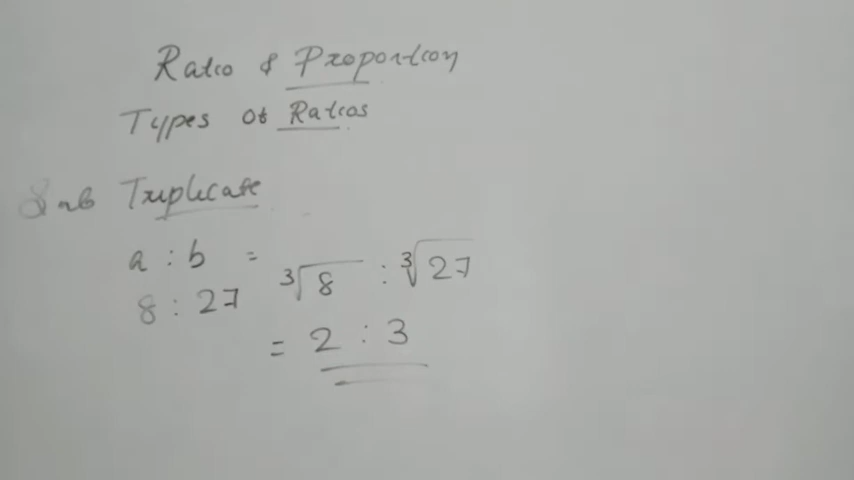 Ratio & Proportion
Types of Ratios
Sub Triplicate
a : b =
8 : 27 ∛8 : ∛27
= 2 : 3